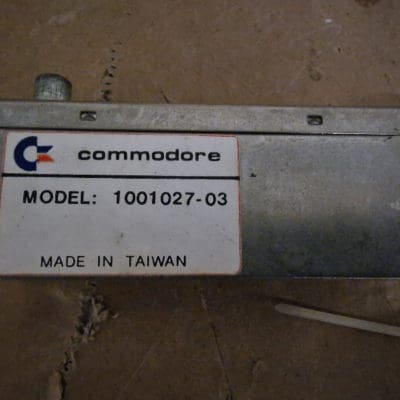 commodore
MODEL: 1001027-03
MADE IN TAIWAN